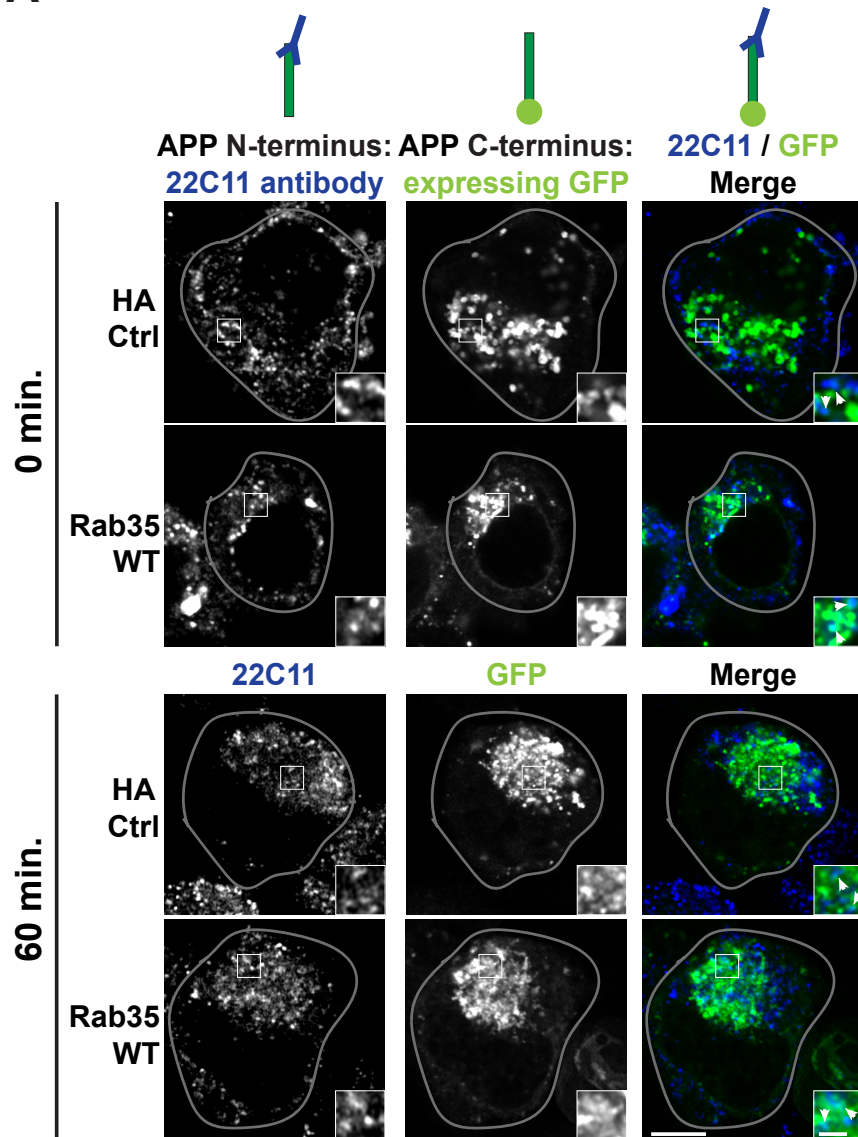 APP N-terminus: APP C-terminus: 22C11 / GFP
22C11 antibody expressing GFP Merge
0 min.
HA
Ctrl
Rab35
WT
22C11 GFP Merge
60 min.
HA
Ctrl
Rab35
WT